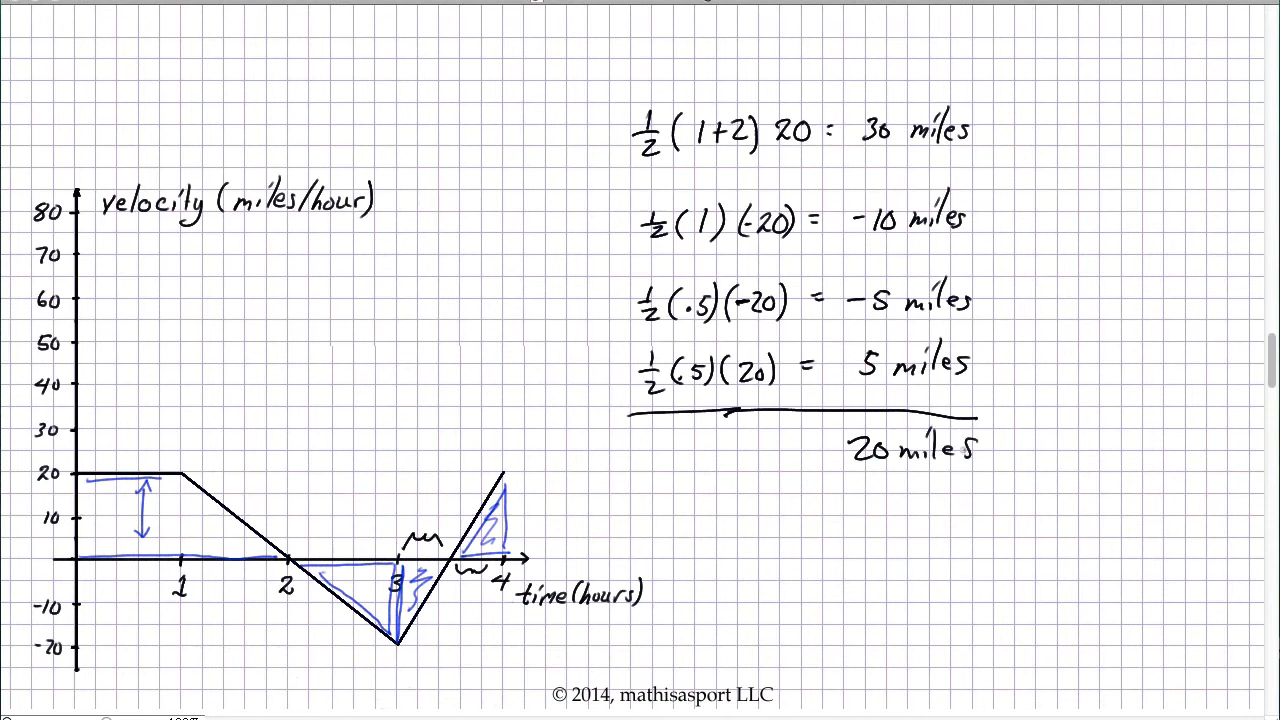 ½(1+2) 20 = 30 miles
½(1)(-20) = -10 miles
½(.5)(-20) = -5 miles
½(.5)(20) = 5 miles
20 miles
velocity (miles/hour)
80
70
60
50
40
30
20
10
-10
-20
1 2 3 4
time (hours)
© 2014, mathisasport LLC